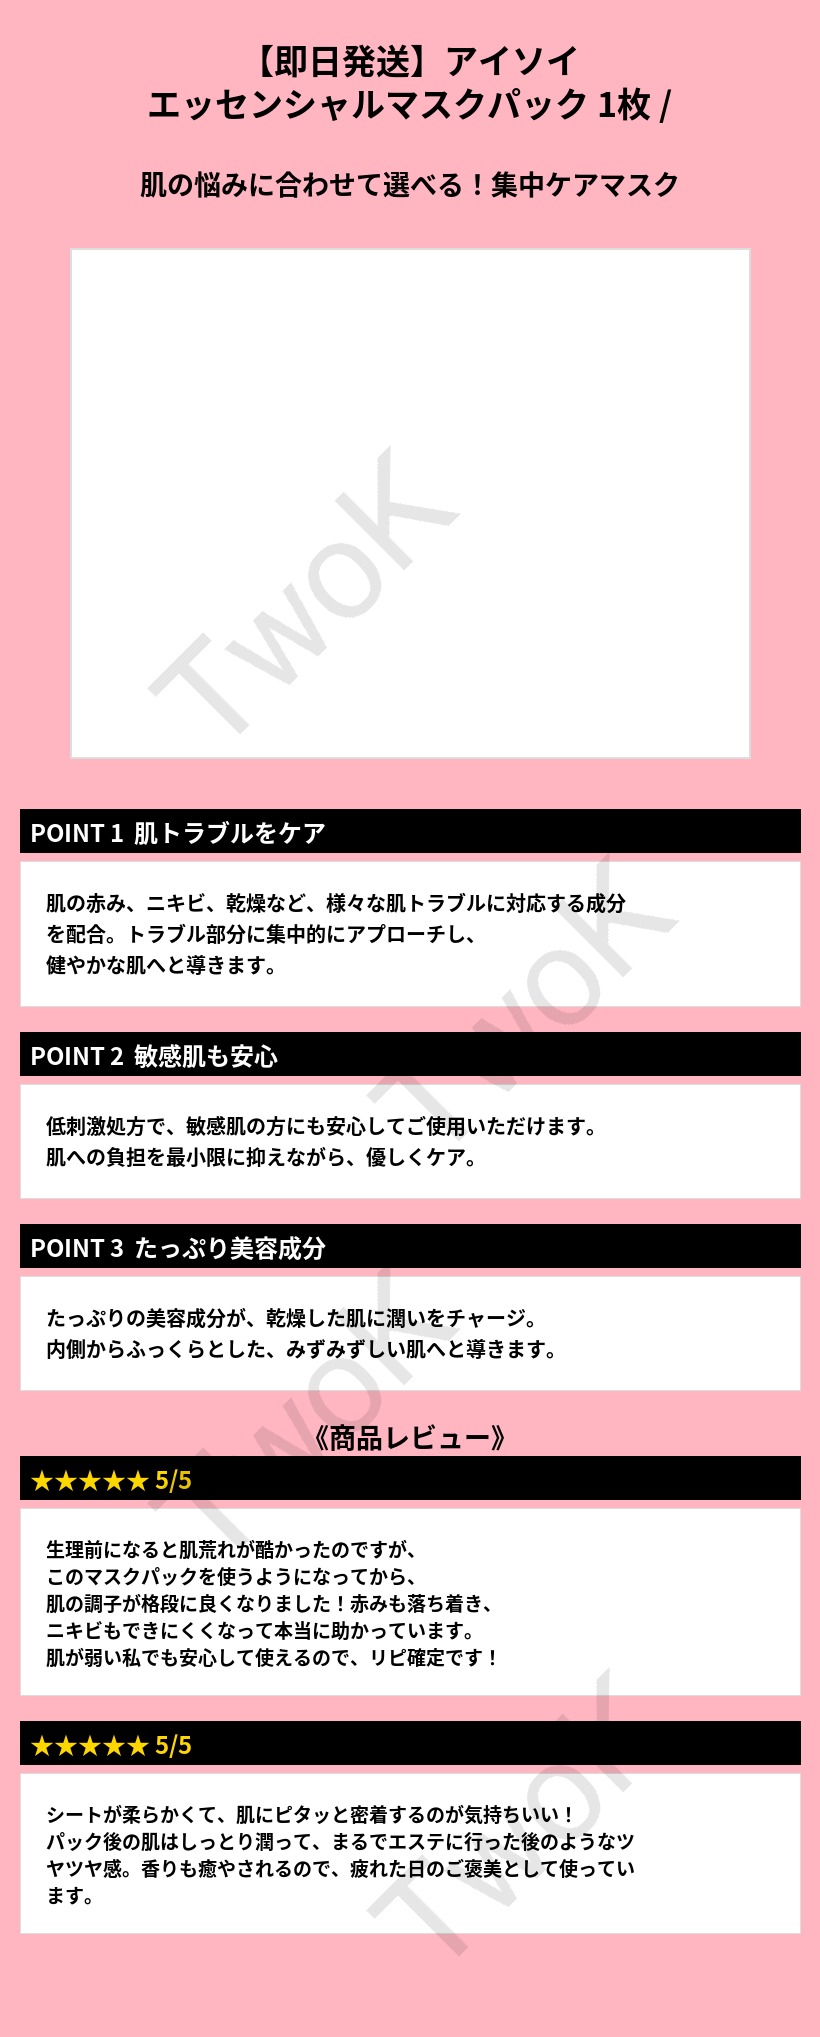 【即日発送】アイソイ
エッセンシャルマスクパック 1枚 /
肌の悩みに合わせて選べる！集中ケアマスク
TwoK
POINT 1 肌トラブルをケア
肌の赤み、ニキビ、乾燥など、様々な肌トラブルに対応する成分
を配合。トラブル部分に集中的にアプローチし、
健やかな肌へと導きます。
TwoK
POINT 2 敏感肌も安心
低刺激処方で、敏感肌の方にも安心してご使用いただけます。
肌への負担を最小限に抑えながら、優しくケア。
POINT 3 たっぷり美容成分
たっぷりの美容成分が、乾燥した肌に潤いをチャージ。
内側からふっくらとした、みずみずしい肌へと導きます。
TwoK
《商品レビュー》
★★★★★ 5/5
生理前になると肌荒れが酷かったのですが、
このマスクパックを使うようになってから、
肌の調子が格段に良くなりました！赤みも落ち着き、
ニキビもできにくくなって本当に助かっています。
肌が弱い私でも安心して使えるので、リピ確定です！
★★★★★ 5/5
シートが柔らかくて、肌にピタッと密着するのが気持ちいい！
パック後の肌はしっとり潤って、まるでエステに行った後のようなツ
ヤツヤ感。香りも癒やされるので、疲れた日のご褒美として使ってい
ます。
TwoK